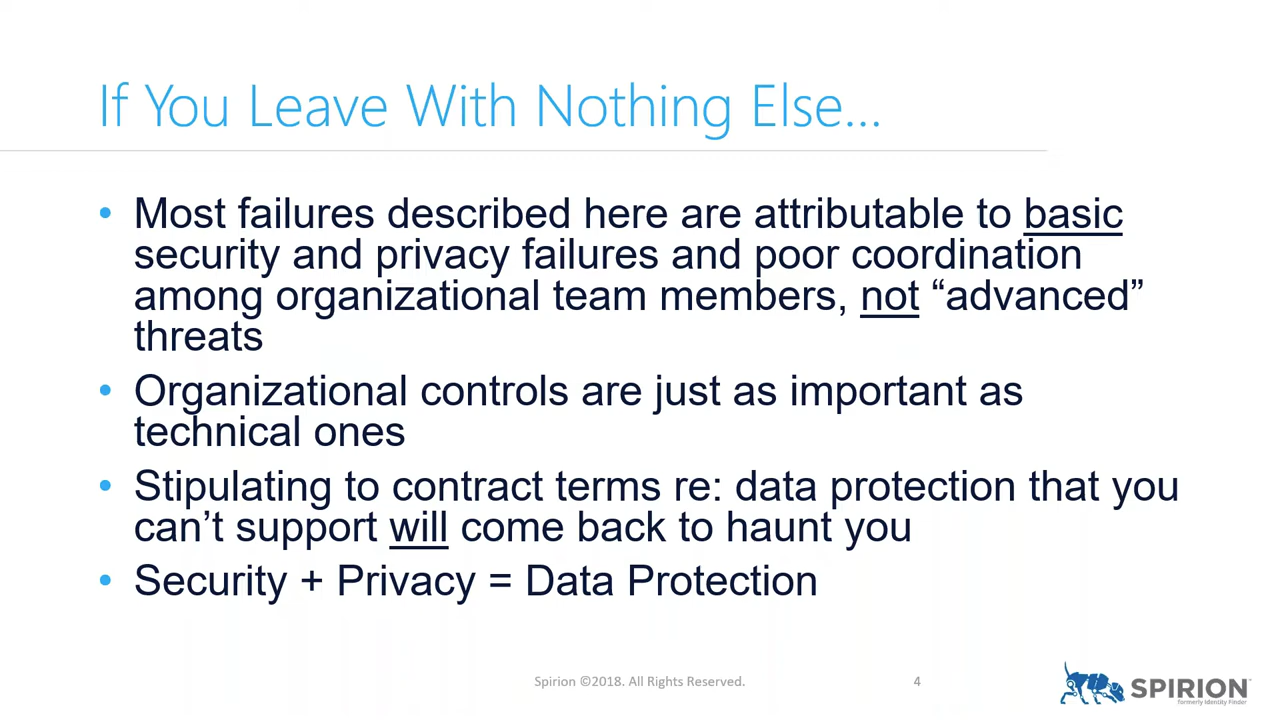 If You Leave With Nothing Else...
• Most failures described here are attributable to basic
security and privacy failures and poor coordination
among organizational team members, not “advanced”
threats
• Organizational controls are just as important as
technical ones
• Stipulating to contract terms re: data protection that you
can’t support will come back to haunt you
• Security + Privacy = Data Protection
Spirion ©2018. All Rights Reserved.
4
SPIRION
formerly Identity Finder